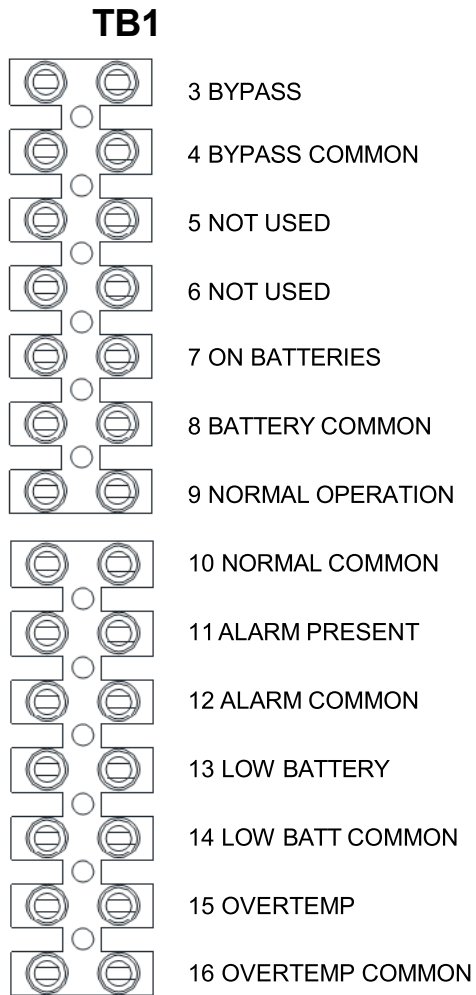 TB1
3 BYPASS
4 BYPASS COMMON
5 NOT USED
6 NOT USED
7 ON BATTERIES
8 BATTERY COMMON
9 NORMAL OPERATION
10 NORMAL COMMON
11 ALARM PRESENT
12 ALARM COMMON
13 LOW BATTERY
14 LOW BATT COMMON
15 OVERTEMP
16 OVERTEMP COMMON